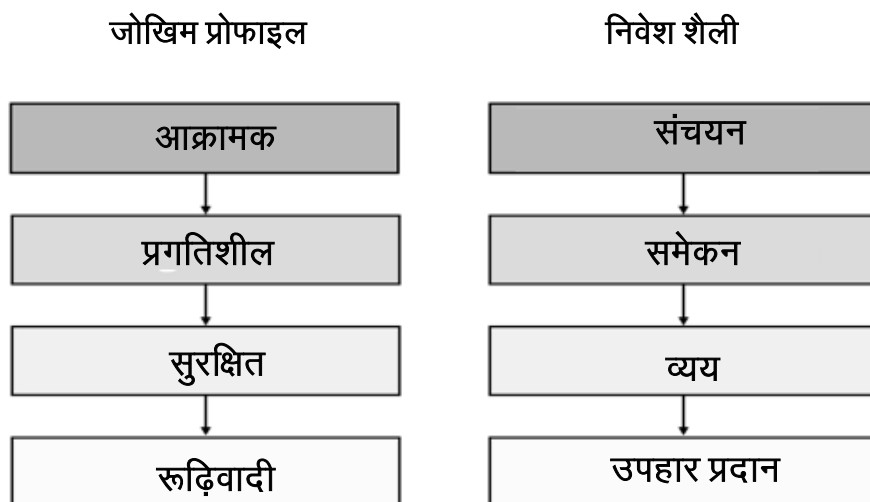 जोखिम प्रोफाइल
आक्रामक
प्रगतिशील
सुरक्षित
रूढ़िवादी
निवेश शैली
संचयन
समेकन
व्यय
उपहार प्रदान